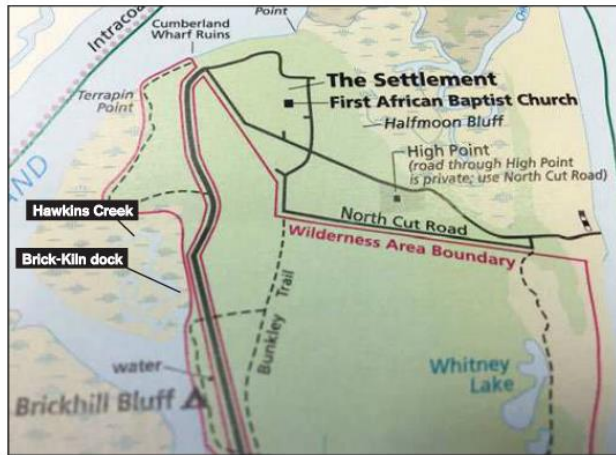 Cumberland
Wharf Ruins
Point
Intracoa
Terrapin
Point
The Settlement
First African Baptist Church
Halfmoon Bluff
High Point
(road through High Point
is private; use North Cut Road)
AND
Hawkins Creek
North Cut Road
Wilderness Area Boundary
Brick-Kiln dock
Bunkley Trail
water
Whitney
Lake
Brickhill Bluff